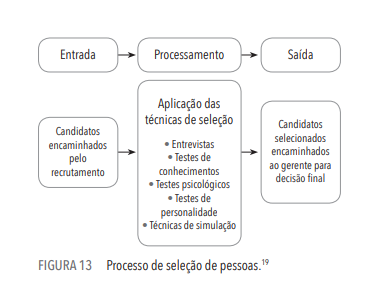 Entrada
Processamento
Saída
Candidatos
encaminhados
pelo
recrutamento
Aplicação das
técnicas de seleção
• Entrevistas
• Testes de
conhecimentos
• Testes psicológicos
• Testes de
personalidade
• Técnicas de simulação
Candidatos
selecionados
encaminhados
ao gerente para
decisão final
FIGURA 13 Processo de seleção de pessoas.19